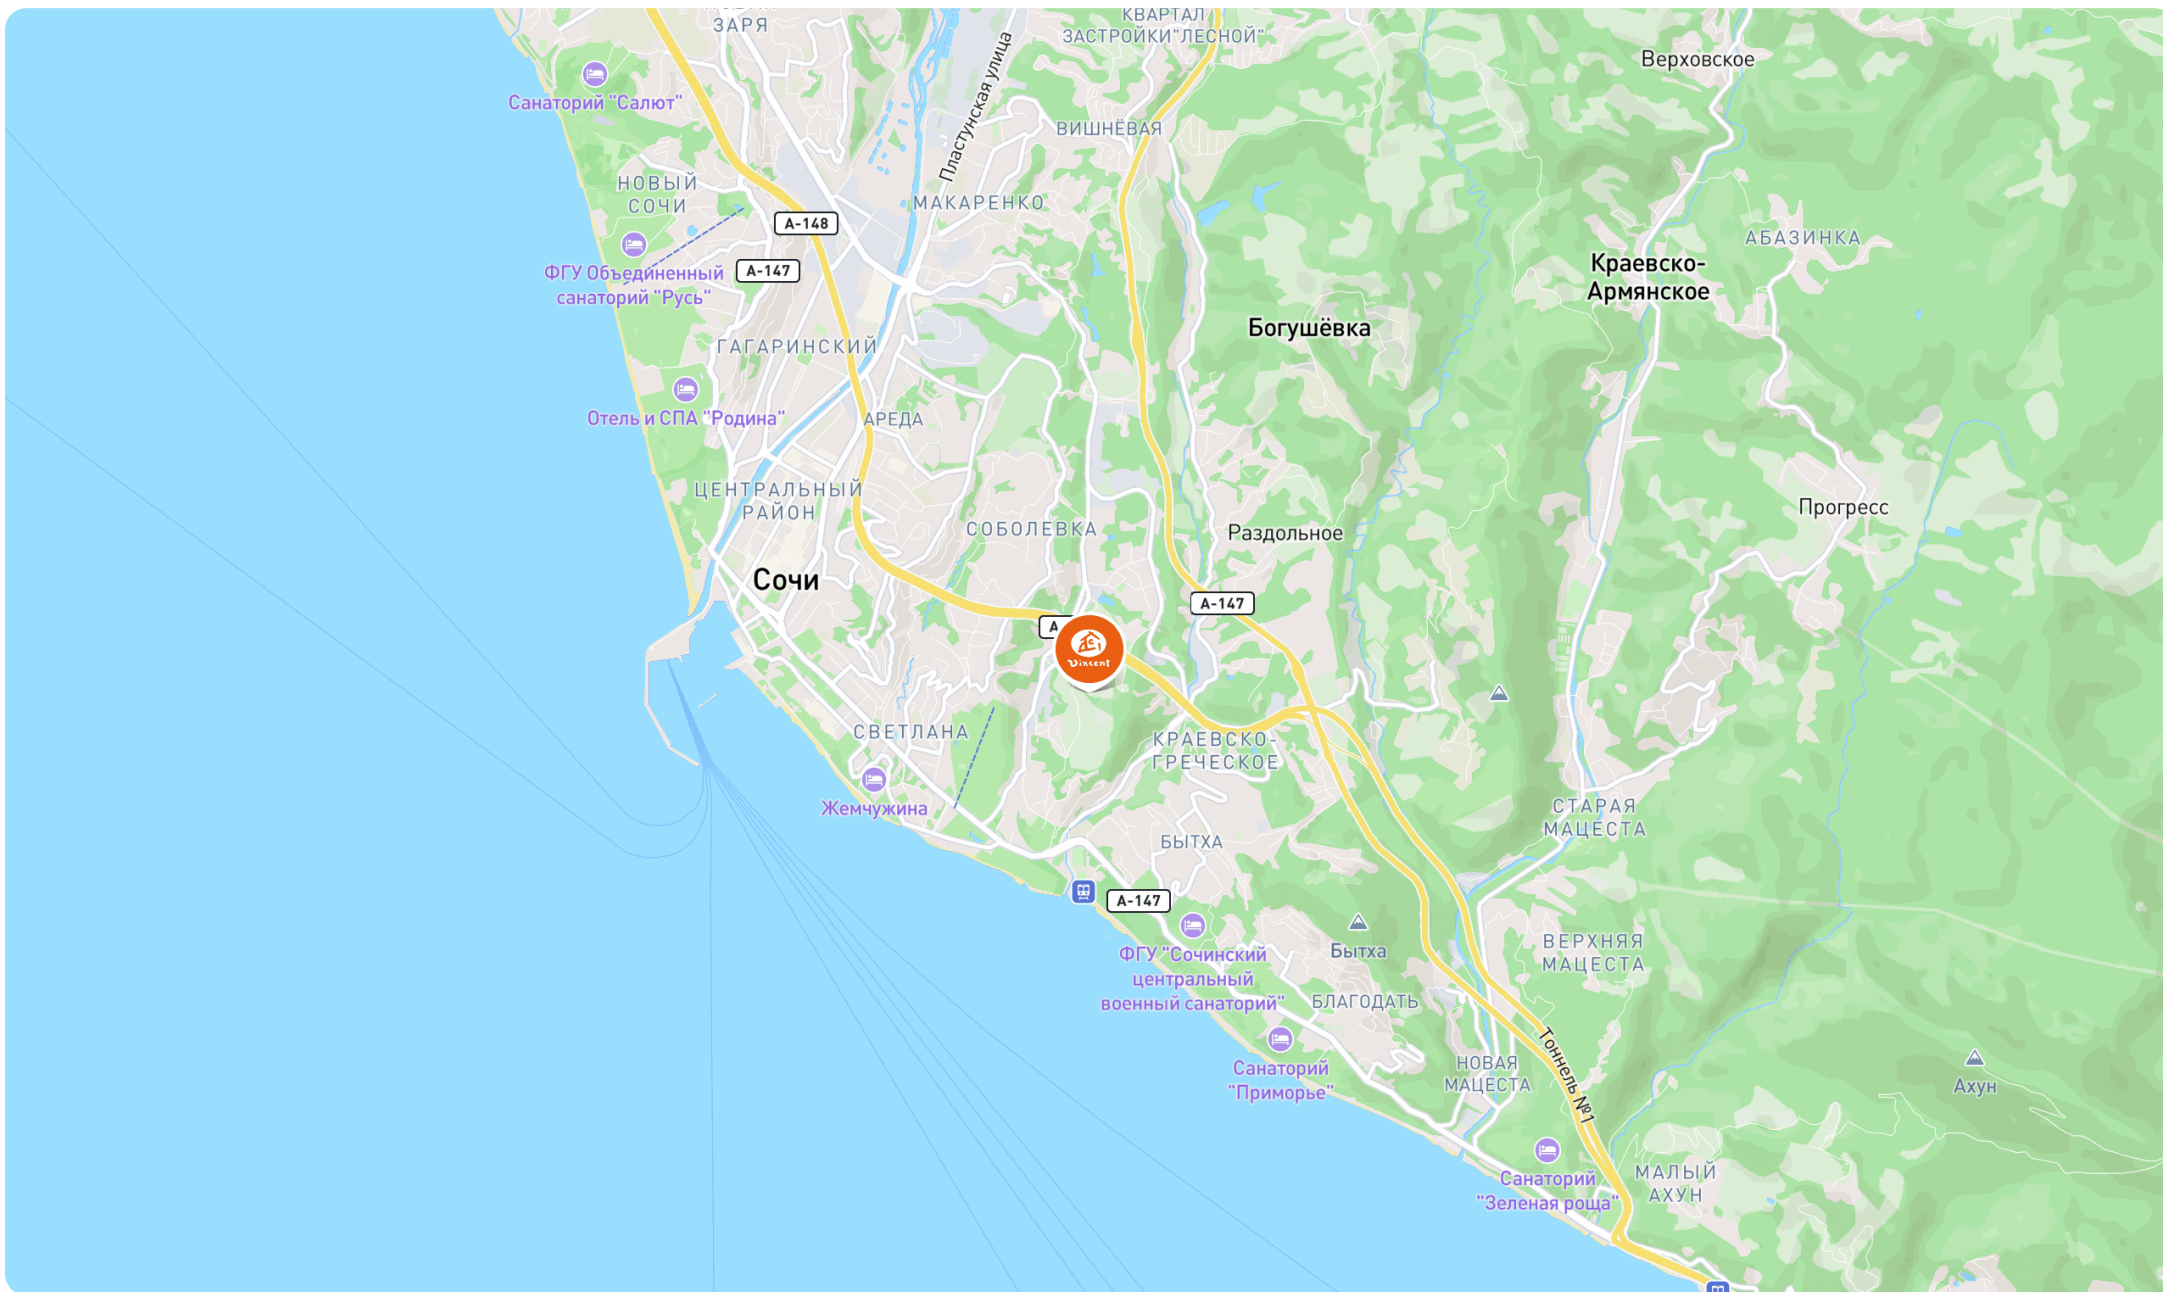 ЗАРЯ
КВАРТАЛ
ЗАСТРОЙКИ"ЛЕСНОЙ"
Верховское
Санаторий "Салют"
Пластунская улица
ВИШНЁВАЯ
НОВЫЙ
СОЧИ
МАКАРЕНКО
А-148
АБАЗИНКА
А-147
ФГУ Объединенный
санаторий "Русь"
Краевско-
Армянское
Богушёвка
ГАГАРИНСКИЙ
Отель и СПА "Родина"
АРЕДА
ЦЕНТРАЛЬНЫЙ
РАЙОН
СОБОЛЕВКА
Раздольное
Прогресс
Сочи
А-147
А
Vincent
СВЕТЛАНА
КРАЕВСКО-
ГРЕЧЕСКОЕ
Жемчужина
СТАРАЯ
МАЦЕСТА
БЫТХА
А-147
ФГУ "Сочинский
центральный
военный санаторий"
Бытха
ВЕРХНЯЯ
МАЦЕСТА
БЛАГОДАТЬ
Санаторий
"Приморье"
НОВАЯ
МАЦЕСТА
Тоннель №1
Ахун
Санаторий
"Зеленая роща"
МАЛЫЙ
АХУН